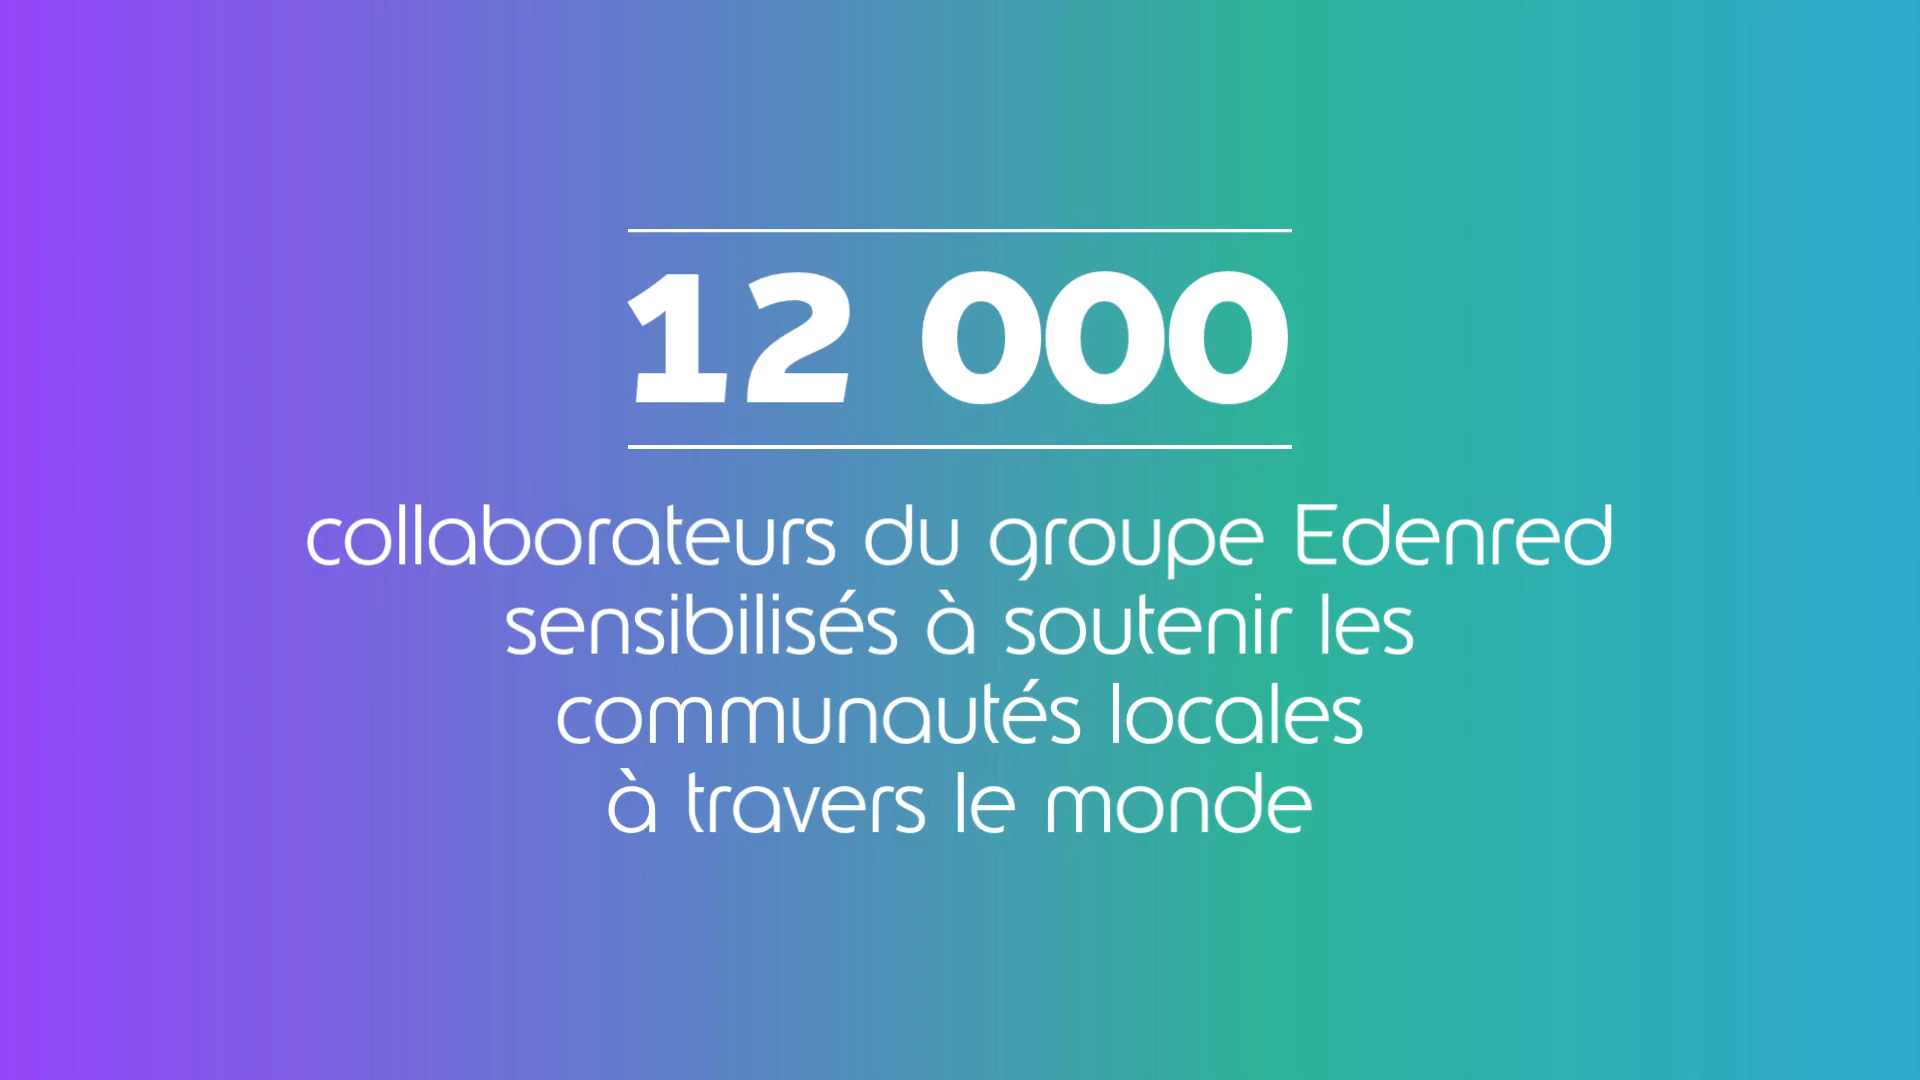 12 000
collaborateurs du groupe Edenred
sensibilisés à soutenir les
communautés locales
à travers le monde